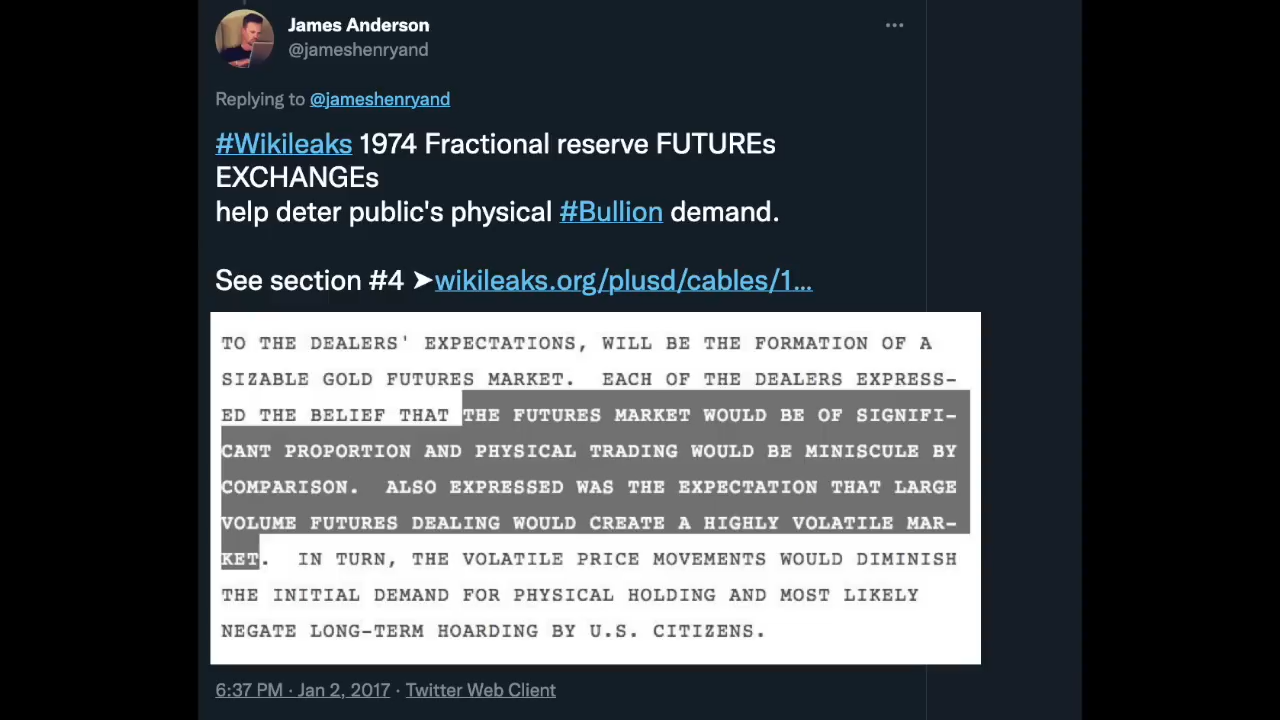 James Anderson
@jameshenryand
Replying to @jameshenryand
#Wikileaks 1974 Fractional reserve FUTUREs
EXCHANGEs
help deter public's physical #Bullion demand.
See section #4 ➤wikileaks.org/plusd/cables/1...
TO THE DEALERS' EXPECTATIONS, WILL BE THE FORMATION OF A
SIZABLE GOLD FUTURES MARKET. EACH OF THE DEALERS EXPRESS-
ED THE BELIEF THAT THE FUTURES MARKET WOULD BE OF SIGNIFI-
CANT PROPORTION AND PHYSICAL TRADING WOULD BE MINISCULE BY
COMPARISON. ALSO EXPRESSED WAS THE EXPECTATION THAT LARGE
VOLUME FUTURES DEALING WOULD CREATE A HIGHLY VOLATILE MAR-
KET. IN TURN, THE VOLATILE PRICE MOVEMENTS WOULD DIMINISH
THE INITIAL DEMAND FOR PHYSICAL HOLDING AND MOST LIKELY
NEGATE LONG-TERM HOARDING BY U.S. CITIZENS.
6:37 PM · Jan 2, 2017 · Twitter Web Client